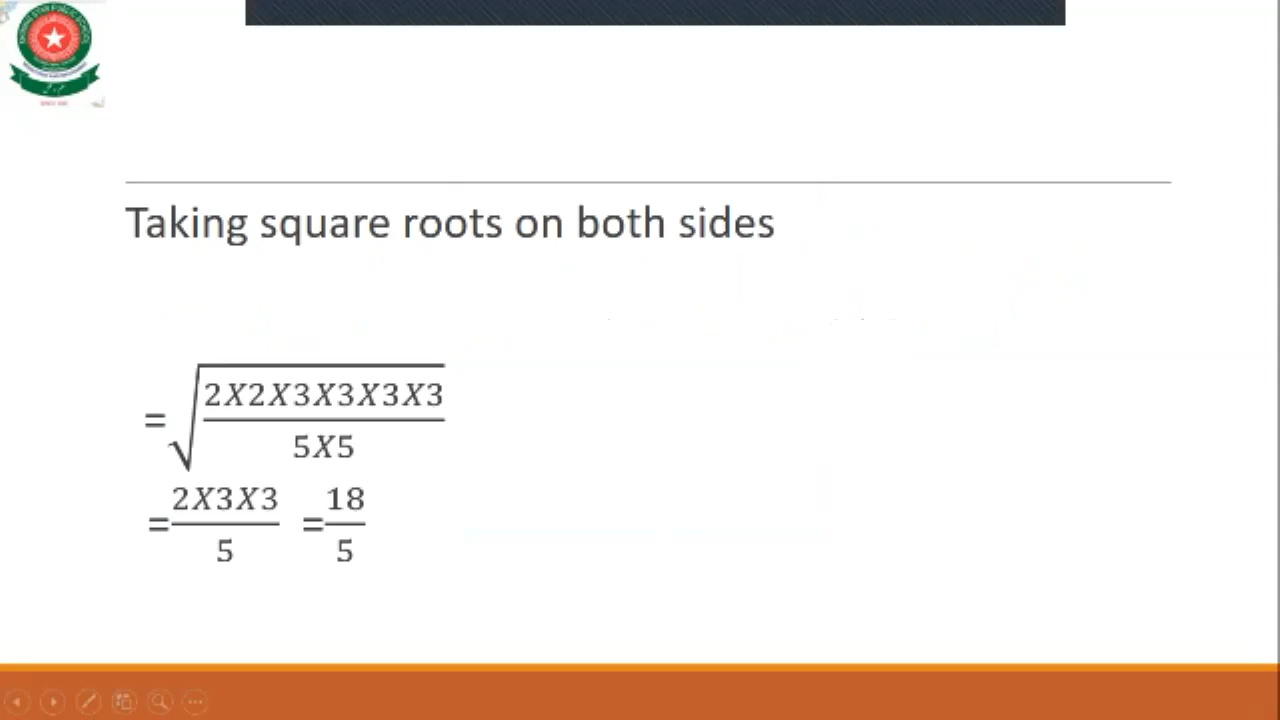 Taking square roots on both sides
=√(2X2X3X3X3X3/5X5)
=2X3X3/5 =18/5